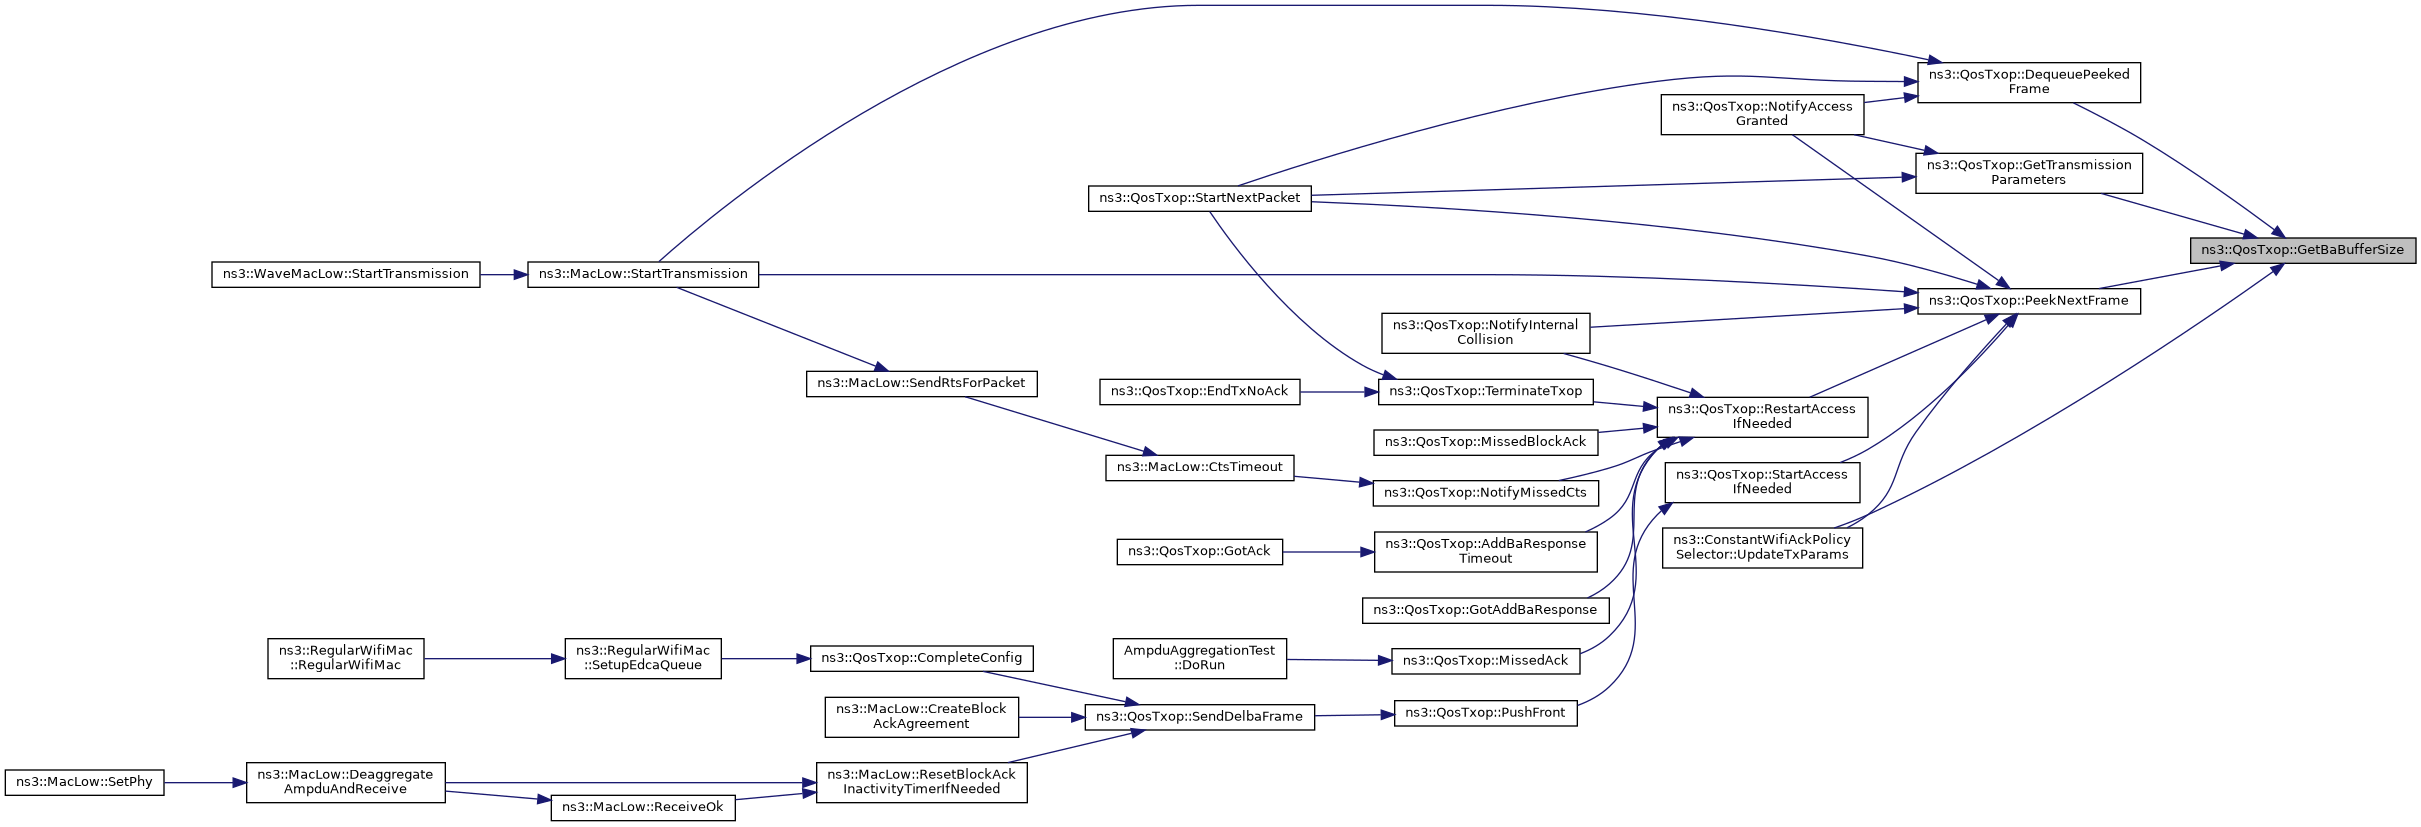 ns3::QosTxop::DequeuePeeked
Frame
ns3::QosTxop::NotifyAccess
Granted
ns3::QosTxop::GetTransmission
Parameters
ns3::QosTxop::StartNextPacket
ns3::QosTxop::GetBaBufferSize
ns3::WaveMacLow::StartTransmission
ns3::MacLow::StartTransmission
ns3::QosTxop::PeekNextFrame
ns3::QosTxop::NotifyInternal
Collision
ns3::MacLow::SendRtsForPacket
ns3::QosTxop::EndTxNoAck
ns3::QosTxop::TerminateTxop
ns3::QosTxop::RestartAccess
IfNeeded
ns3::QosTxop::MissedBlockAck
ns3::MacLow::CtsTimeout
ns3::QosTxop::StartAccess
IfNeeded
ns3::QosTxop::NotifyMissedCts
ns3::QosTxop::GotAck
ns3::QosTxop::AddBaResponse
Timeout
ns3::ConstantWifiAckPolicy
Selector::UpdateTxParams
ns3::QosTxop::GotAddBaResponse
ns3::RegularWifiMac
::RegularWifiMac
ns3::RegularWifiMac
::SetupEdcaQueue
ns3::QosTxop::CompleteConfig
AmpduAggregationTest
::DoRun
ns3::QosTxop::MissedAck
ns3::MacLow::CreateBlock
AckAgreement
ns3::QosTxop::SendDelbaFrame
ns3::QosTxop::PushFront
ns3::MacLow::SetPhy
ns3::MacLow::Deaggregate
AmpduAndReceive
ns3::MacLow::ReceiveOk
ns3::MacLow::ResetBlockAck
InactivityTimerIfNeeded